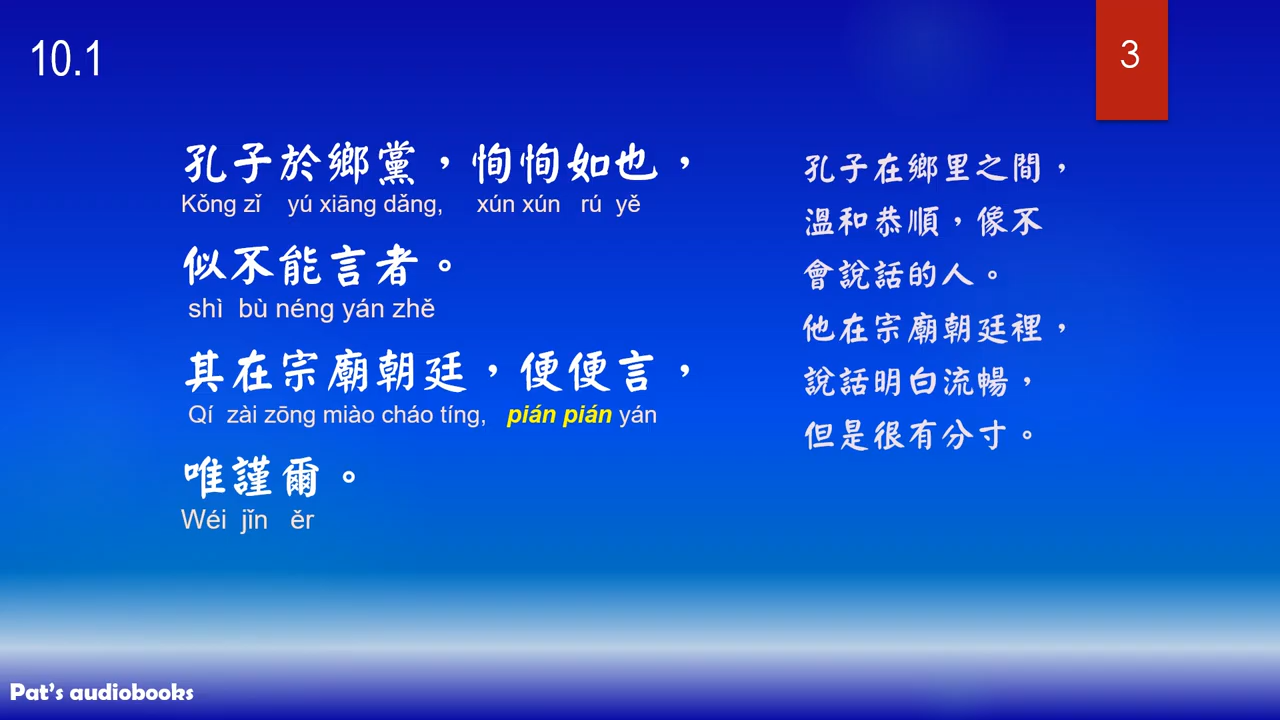 10.1
3
孔子於鄉黨，恂恂如也，
Kǒng zǐ yú xiāng dǎng, xún xún rú yě
似不能言者。
shì bù néng yán zhě
其在宗廟朝廷，便便言，
Qí zài zōng miào cháo tíng, pián pián yán
唯謹爾。
Wéi jǐn ěr
孔子在鄉里之間，
溫和恭順，像不
會說話的人。
他在宗廟朝廷裡，
說話明白流暢，
但是很有分寸。
Pat's audiobooks